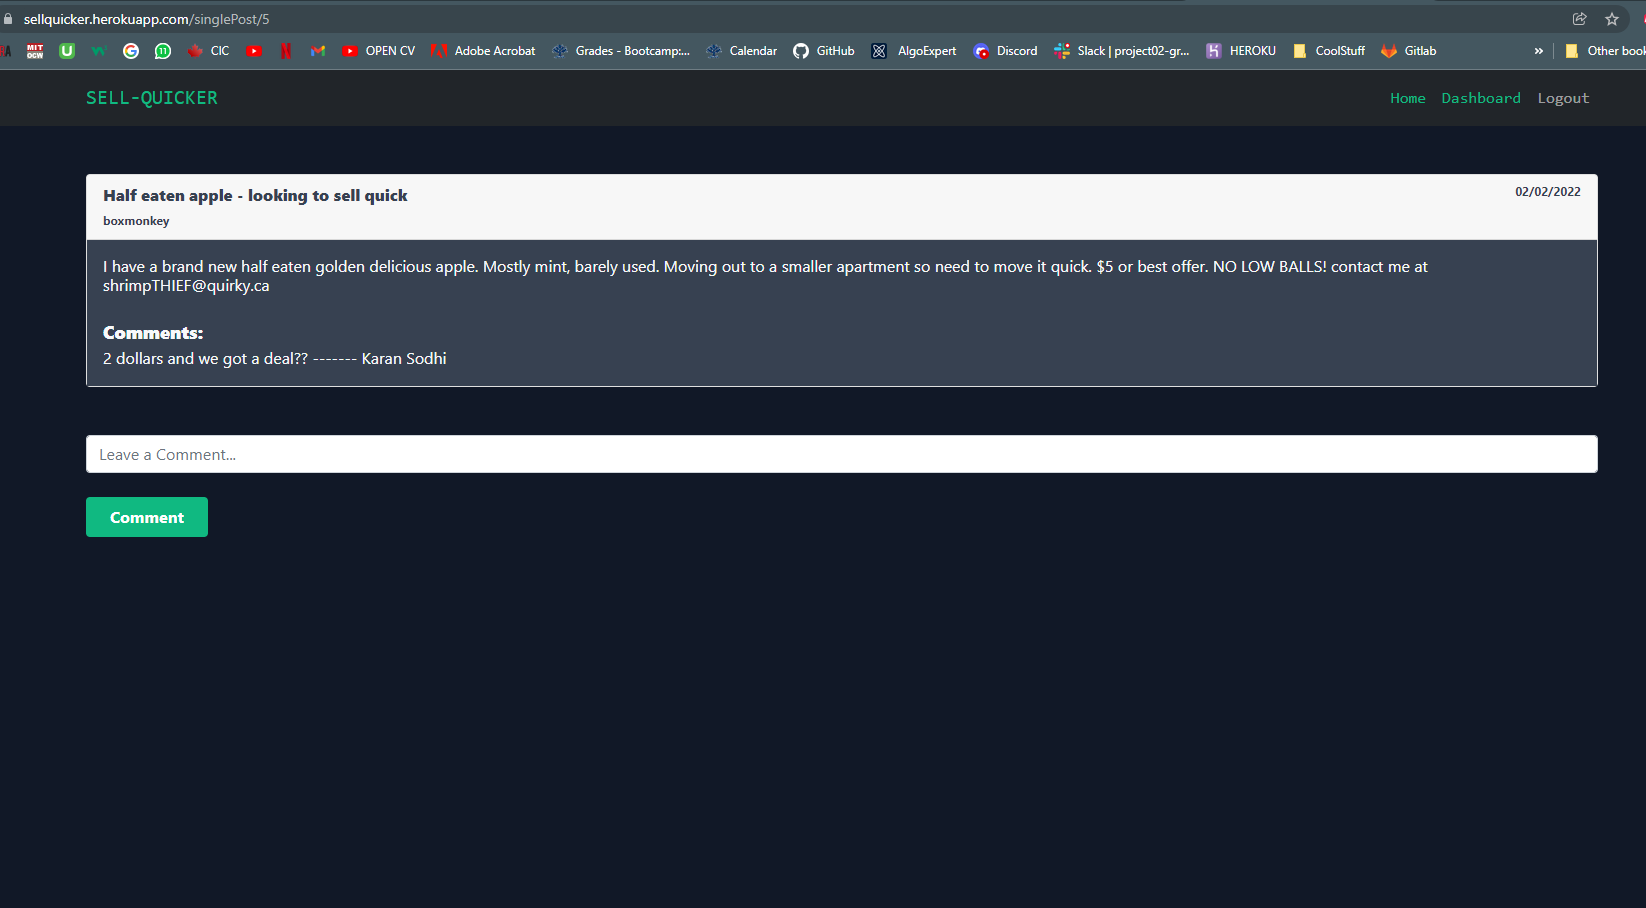 sellquicker.herokuapp.com/singlePost/5
MIT OCW U G 11 CIC OPEN CV Adobe Acrobat Grades - Bootcamp:... Calendar GitHub AlgoExpert Discord Slack | project02-gr... HEROKU CoolStuff Gitlab » Other book
SELL-QUICKER
Home Dashboard Logout
Half eaten apple - looking to sell quick
02/02/2022
boxmonkey
I have a brand new half eaten golden delicious apple. Mostly mint, barely used. Moving out to a smaller apartment so need to move it quick. $5 or best offer. NO LOW BALLS! contact me at
shrimpTHIEF@quirky.ca
Comments:
2 dollars and we got a deal?? ------- Karan Sodhi
Leave a Comment...
Comment